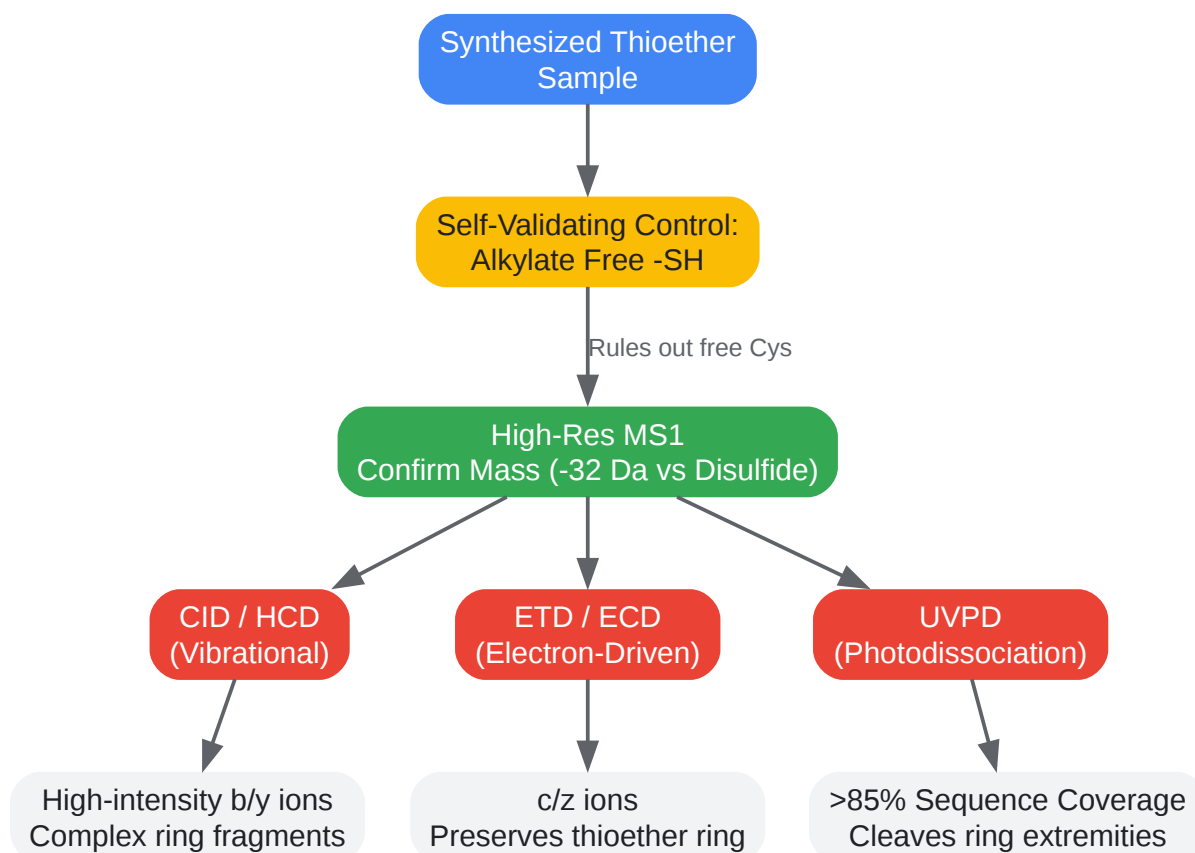 Synthesized Thioether
Sample
Self-Validating Control:
Alkylate Free -SH
Rules out free Cys
High-Res MS1
Confirm Mass (-32 Da vs Disulfide)
CID / HCD
(Vibrational)
ETD / ECD
(Electron-Driven)
UVPD
(Photodissociation)
High-intensity b/y ions
Complex ring fragments
c/z ions
Preserves thioether ring
>85% Sequence Coverage
Cleaves ring extremities